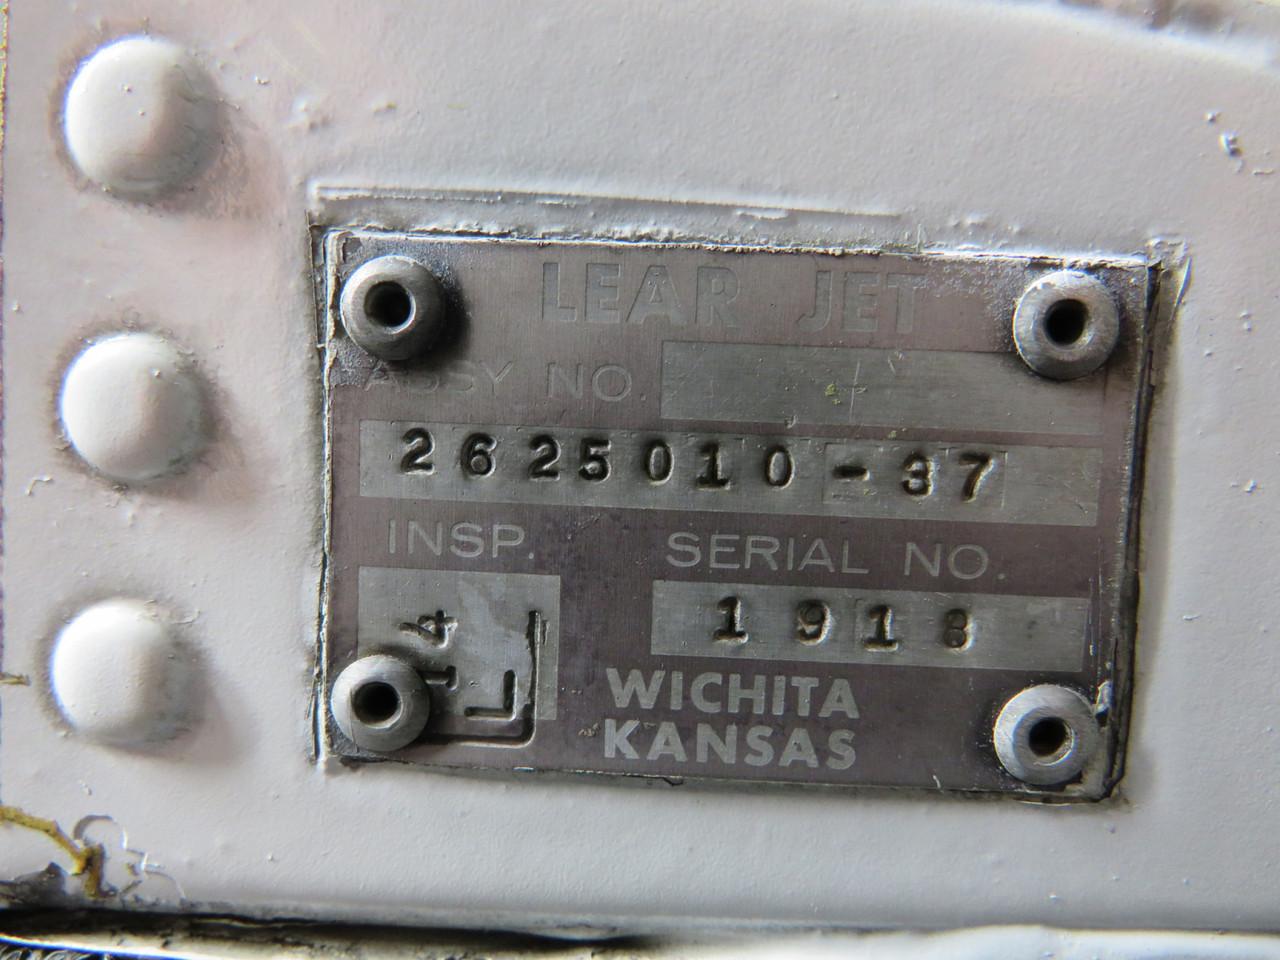 LEAR JET
ASSY NO.
2625010-37
INSP. SERIAL NO.
14 L 1918
WICHITA
KANSAS